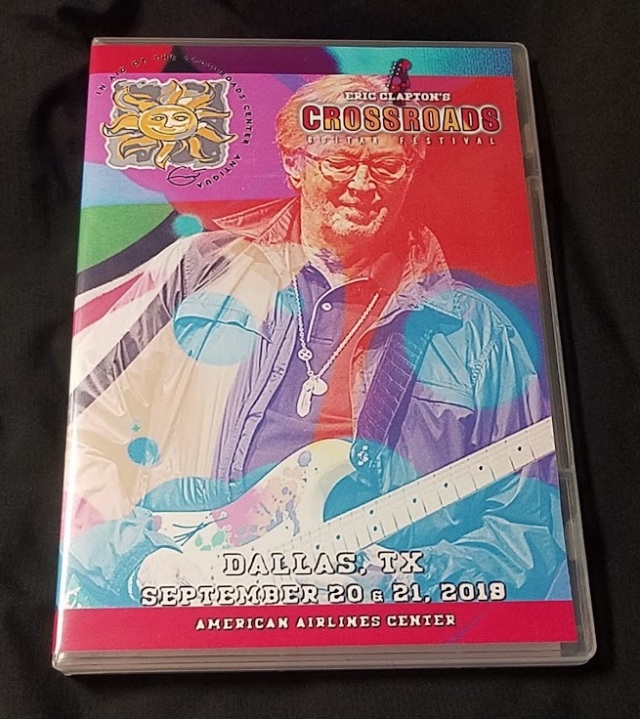 IN AID OF THE CROSSROADS CENTER ANTIGUA
ERIC CLAPTON'S
CROSSROADS
GUITAR FESTIVAL
DALLAS, TX
SEPTEMBER 20 & 21, 2019
AMERICAN AIRLINES CENTER